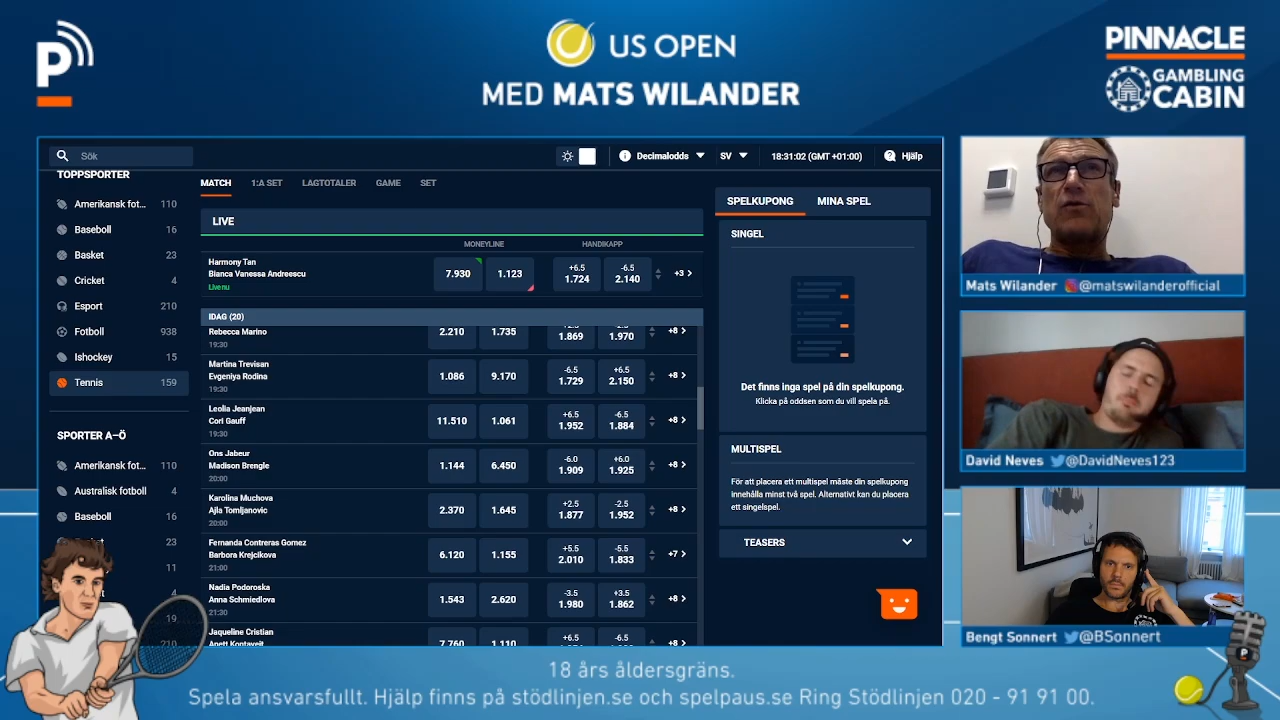 P
US OPEN
MED MATS WILANDER
PINNACLE
GAMBLING
CABIN
Sök
Decimalodds
SV
18:31:02 (GMT +01:00)
Hjälp
TOPPSPORTER
Amerikansk fot... 110
Baseboll 16
Basket 23
Cricket 4
Esport 210
Fotboll 938
Ishockey 15
Tennis 159
SPORTER A–Ö
Amerikansk fot... 110
Australisk fotboll 4
Baseboll 16
23
11
4
19
210
MATCH 1:A SET LAGTOTALER GAME SET
LIVE
MONEYLINE HANDIKAPP
Harmony Tan
Bianca Vanessa Andreescu
Live nu
7.930 1.123 +6.5 1.724 -6.5 2.140 +3
IDAG (20)
Rebecca Marino
19:30
2.210 1.735 1.869 1.970 +8
Martina Trevisan
Evgeniya Rodina
19:30
1.086 9.170 -6.5 1.729 +6.5 2.150 +8
Leolia Jeanjean
Cori Gauff
19:30
11.510 1.061 +6.5 1.952 -6.5 1.884 +8
Ons Jabeur
Madison Brengle
20:00
1.144 6.450 -6.0 1.909 +6.0 1.925 +8
Karolina Muchova
Ajla Tomljanovic
20:00
2.370 1.645 +2.5 1.877 -2.5 1.952 +8
Fernanda Contreras Gomez
Barbora Krejcikova
21:00
6.120 1.155 +5.5 2.010 -5.5 1.833 +7
Nadia Podoroska
Anna Schmiedlova
21:30
1.543 2.620 -3.5 1.980 +3.5 1.862 +8
Jaqueline Cristian
Anett Kontaveit
7.760 1.110 +6.5 -6.5 +8
SPELKUPONG MINA SPEL
SINGEL
Det finns inga spel på din spelkupong.
Klicka på oddsen som du vill spela på.
MULTISPEL
För att placera ett multispel måste din spelkupong
innehålla minst två spel. Alternativt kan du placera
ett singelspel.
TEASERS
Mats Wilander @matswilanderofficial
David Neves @DavidNeves123
Bengt Sonnert @BSonnert
P
18 års åldersgräns.
Spela ansvarsfullt. Hjälp finns på stödlinjen.se och spelpaus.se Ring Stödlinjen 020 - 91 91 00.